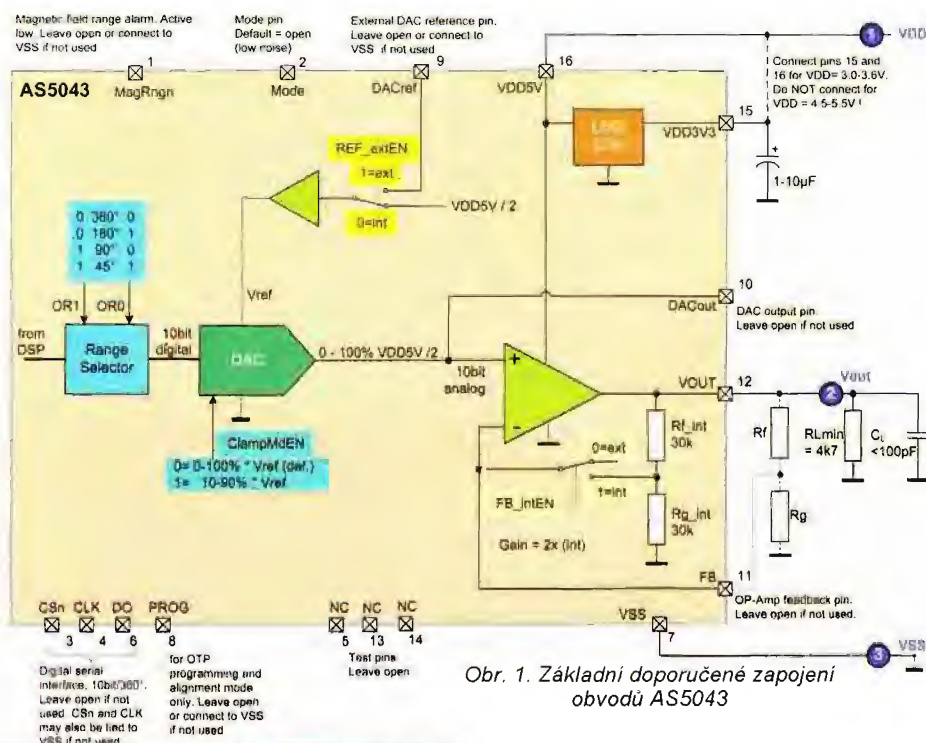 Magnetic field range alarm. Active
low. Leave open or connect to
VSS if not used
Mode pin
Default = open
(low noise)
External DAC reference pin.
Leave open or connect to
VSS if not used
1
2
9
16
1
VDD
AS5043
MagRngn
Mode
DACref
VDD5V
Connect pins 15 and
16 for VDD= 3.0-3.6V.
Do NOT connect for
VDD = 4.5-5.5V !
15
VDD3V3
1-10µF
REF_extEN
1=ext
VDD5V / 2
0=int
0 360° 0
0 180° 1
1 90° 0
1 45° 1
OR1
OR0
Vref
10
DACout
DAC output pin.
Leave open if not used
from
DSP
Range
Selector
10bit
digital
DAC
0 - 100% VDD5V /2
10bit
analog
+
-
VOUT
12
2
Vout
ClampMdEN
0= 0-100% * Vref (def.)
1= 10-90% * Vref
Rf_int
30k
Rf
RLmin
= 4k7
CL
<100pF
0=ext
1=int
FB_intEN
Rg_int
30k
Rg
Gain = 2x (int)
FB
11
OP-Amp feedback pin.
Leave open if not used.
CSn
CLK
DO
PROG
NC
NC
NC
VSS
3
4
6
8
5
13
14
7
3
VSS
Digital serial
interface, 10bit/360°.
Leave open if not
used. CSn and CLK
may also be tied to
VSS if not used
for OTP
programming and
alignment mode
only. Leave open
or connect to VSS
if not used
Test pins
Leave open
Obr. 1. Základní doporučené zapojení
obvodů AS5043